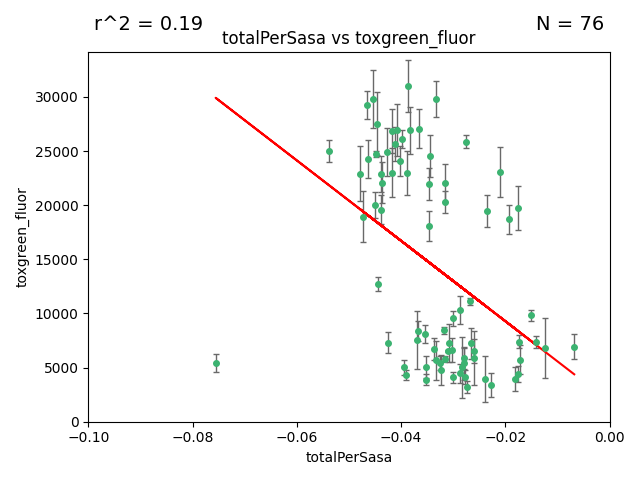 r^2 = 0.19
N = 76
totalPerSasa vs toxgreen_fluor
30000
25000
20000
15000
10000
5000
0
toxgreen_fluor
−0.10
−0.08
−0.06
−0.04
−0.02
0.00
totalPerSasa